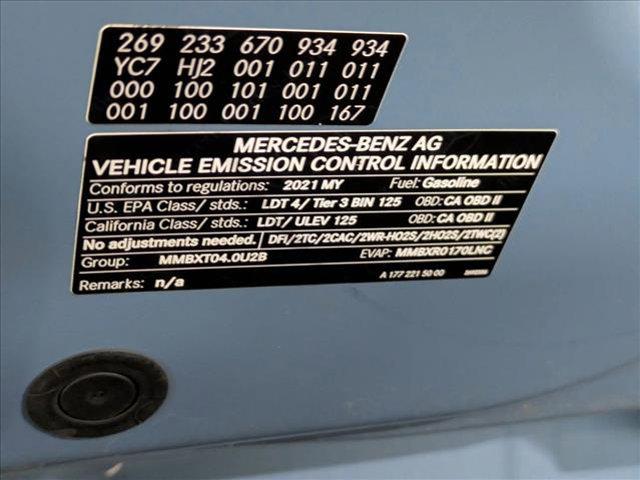 269 233 670 934 934
YC7 HJ2 001 011 011
000 100 101 001 011
001 100 001 100 167
MERCEDES-BENZ AG
VEHICLE EMISSION CONTROL INFORMATION
Conforms to regulations: 2021 MY Fuel: Gasoline
U.S. EPA Class/ stds.: LDT 4/ Tier 3 BIN 125 OBD: CA OBD II
California Class/ stds.: LDT/ ULEV 125 OBD: CA OBD II
No adjustments needed. DFI/2TC/2CAC/2WR-HO2S/2HO2S/2TWC(2)
Group: MMBXT04.0U2B EVAP: MMBXR0170LNG
Remarks: n/a A 177 221 50 00